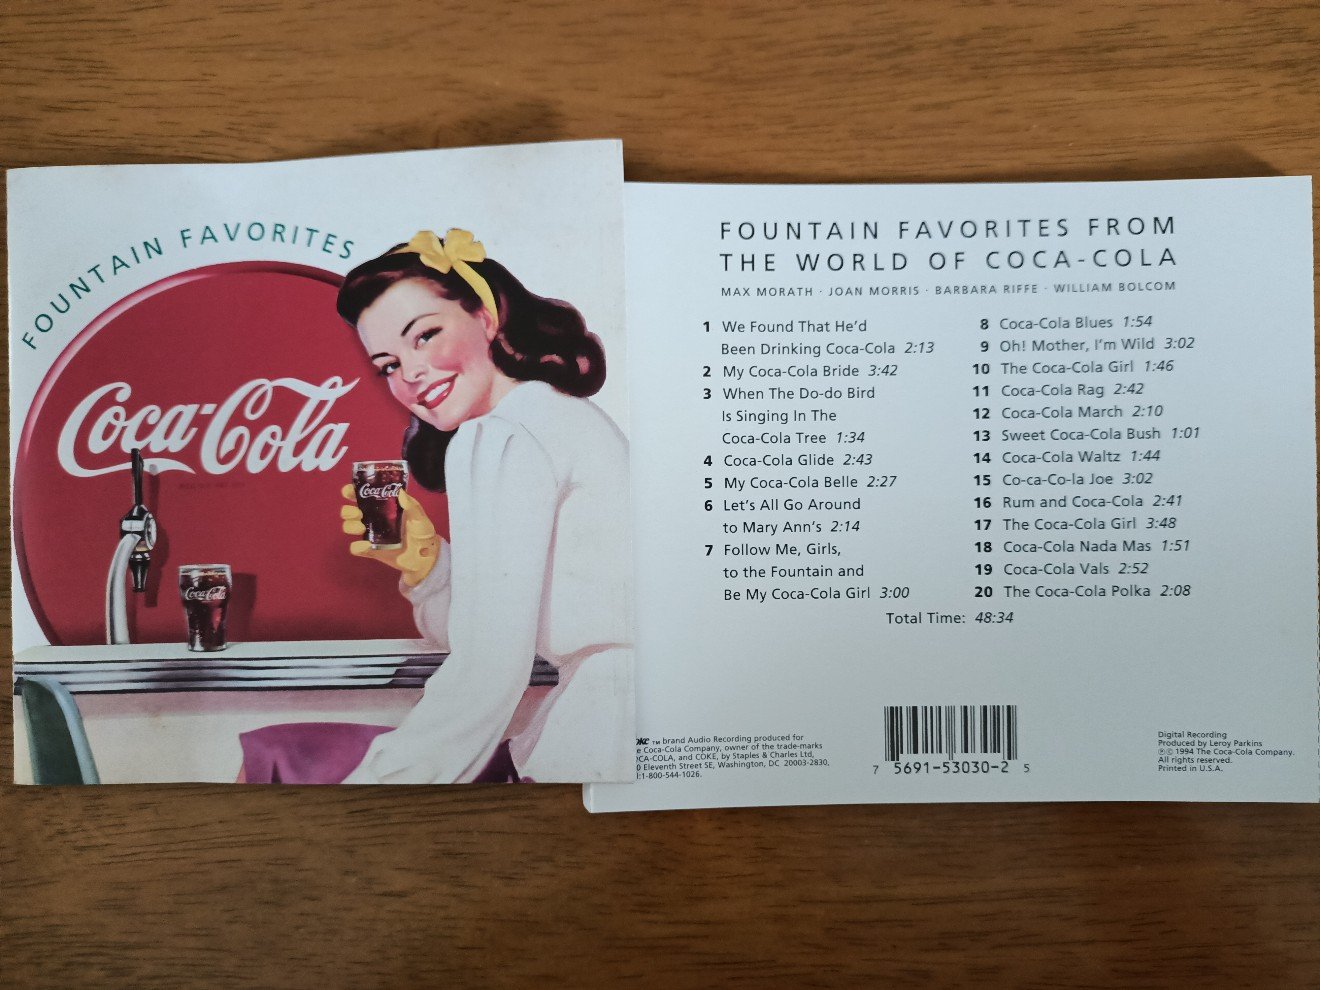 FOUNTAIN FAVORITES
Coca-Cola
Coca-Cola
Coca-Cola
FOUNTAIN FAVORITES FROM
THE WORLD OF COCA-COLA
MAX MORATH · JOAN MORRIS · BARBARA RIFFE · WILLIAM BOLCOM
1 We Found That He'd
Been Drinking Coca-Cola 2:13
2 My Coca-Cola Bride 3:42
3 When The Do-do Bird
Is Singing In The
Coca-Cola Tree 1:34
4 Coca-Cola Glide 2:43
5 My Coca-Cola Belle 2:27
6 Let's All Go Around
to Mary Ann's 2:14
7 Follow Me, Girls,
to the Fountain and
Be My Coca-Cola Girl 3:00
8 Coca-Cola Blues 1:54
9 Oh! Mother, I'm Wild 3:02
10 The Coca-Cola Girl 1:46
11 Coca-Cola Rag 2:42
12 Coca-Cola March 2:10
13 Sweet Coca-Cola Bush 1:01
14 Coca-Cola Waltz 1:44
15 Co-ca-Co-la Joe 3:02
16 Rum and Coca-Cola 2:41
17 The Coca-Cola Girl 3:48
18 Coca-Cola Nada Mas 1:51
19 Coca-Cola Vals 2:52
20 The Coca-Cola Polka 2:08
Total Time: 48:34
™ brand Audio Recording produced for
Coca-Cola Company, owner of the trade-marks
and COKE, by Staples & Charles Ltd,
Eleventh Street SE, Washington, DC 20003-2830.
1-800-544-1026.
7 5691-53030-2 5
Digital Recording
Produced by Leroy Parkins
℗ © 1994 The Coca-Cola Company.
All rights reserved.
Printed in U.S.A.